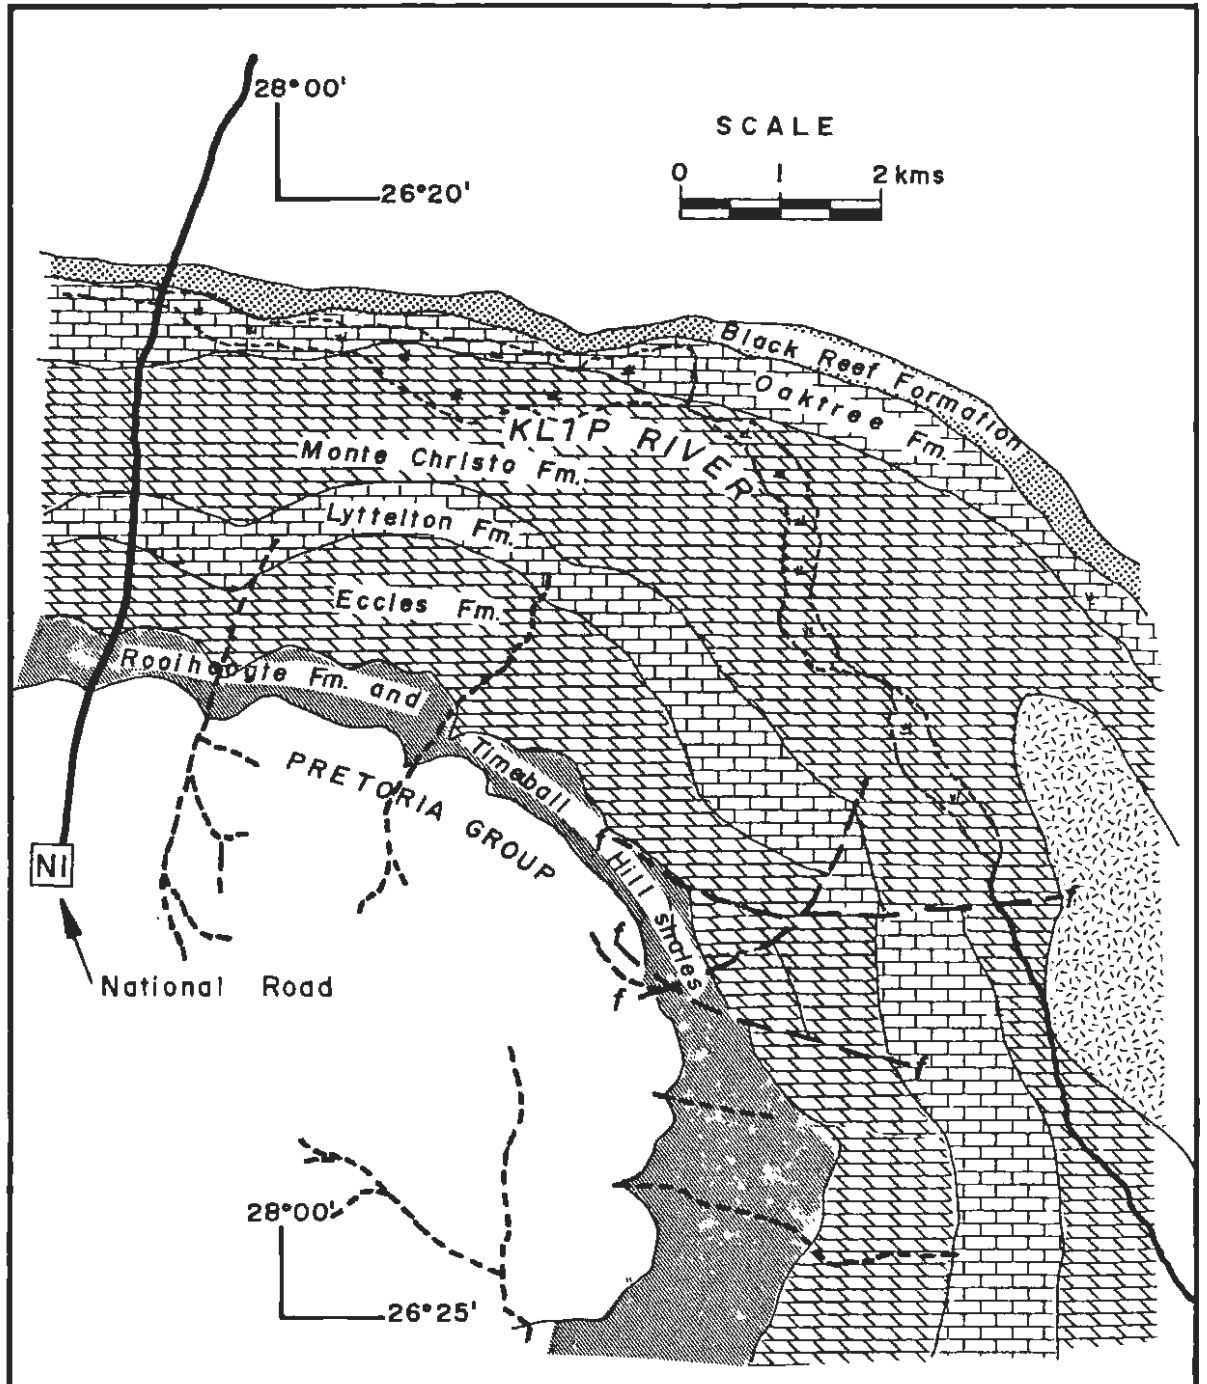 28°00'
26°20'
SCALE
0 1 2 kms
Black Reef Formation
Oaktree Fm.
KLIP RIVER
Monte Christo Fm.
Lyttelton Fm.
Eccles Fm.
Rooihoogte Fm. and
Timeball Hill shales
PRETORIA GROUP
f
f
f
f
f
N1
National Road
28°00'
26°25'